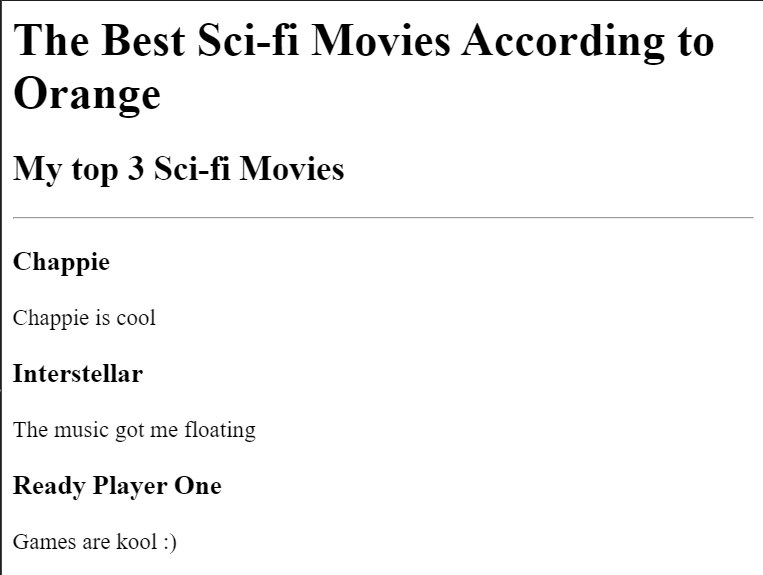 The Best Sci-fi Movies According to
Orange
My top 3 Sci-fi Movies
Chappie
Chappie is cool
Interstellar
The music got me floating
Ready Player One
Games are kool :)